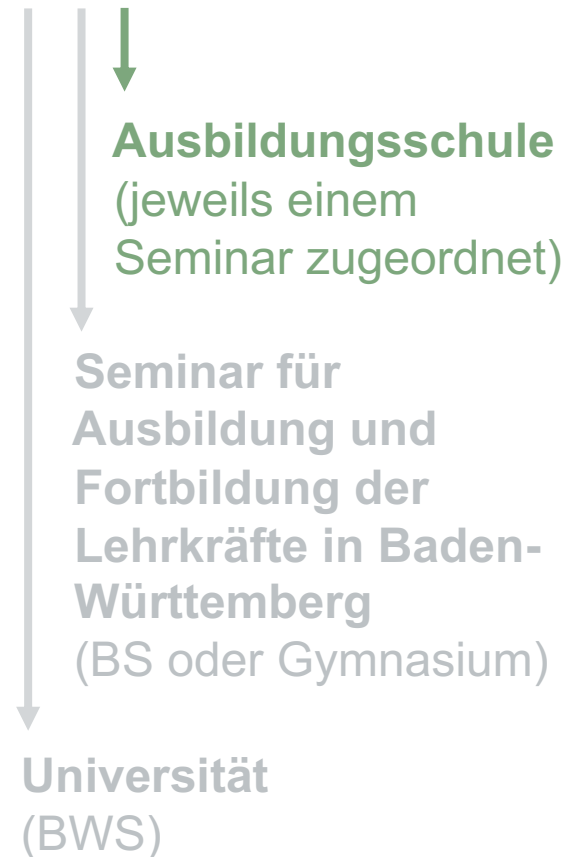 Ausbildungsschule
(jeweils einem
Seminar zugeordnet)
Seminar für
Ausbildung und
Fortbildung der
Lehrkräfte in Baden-
Württemberg
(BS oder Gymnasium)
Universität
(BWS)